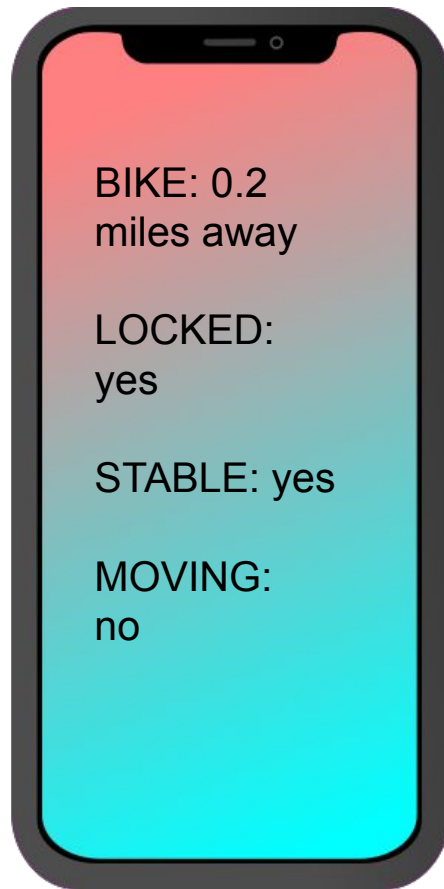 BIKE: 0.2
miles away
LOCKED:
yes
STABLE: yes
MOVING:
no